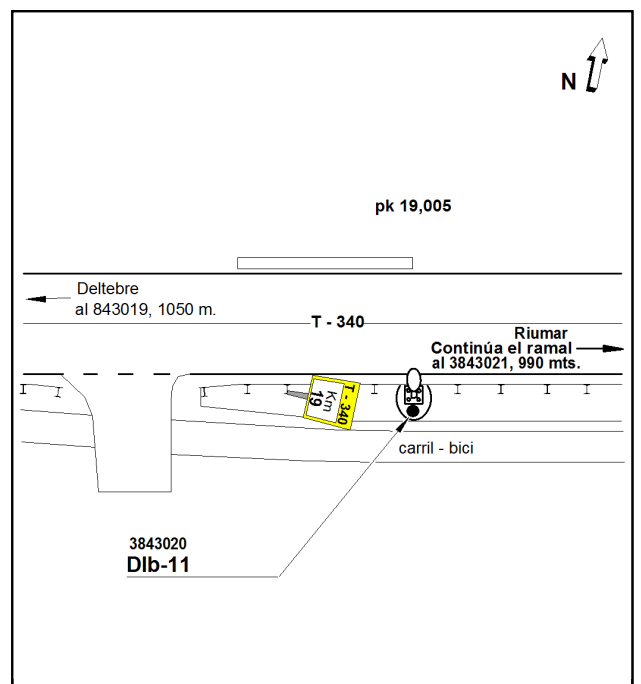 N
pk 19,005
Deltebre
al 843019, 1050 m.
T - 340
Riumar
Continúa el ramal
al 3843021, 990 mts.
T - 340
Km
19
carril - bici
3843020
Dlb-11